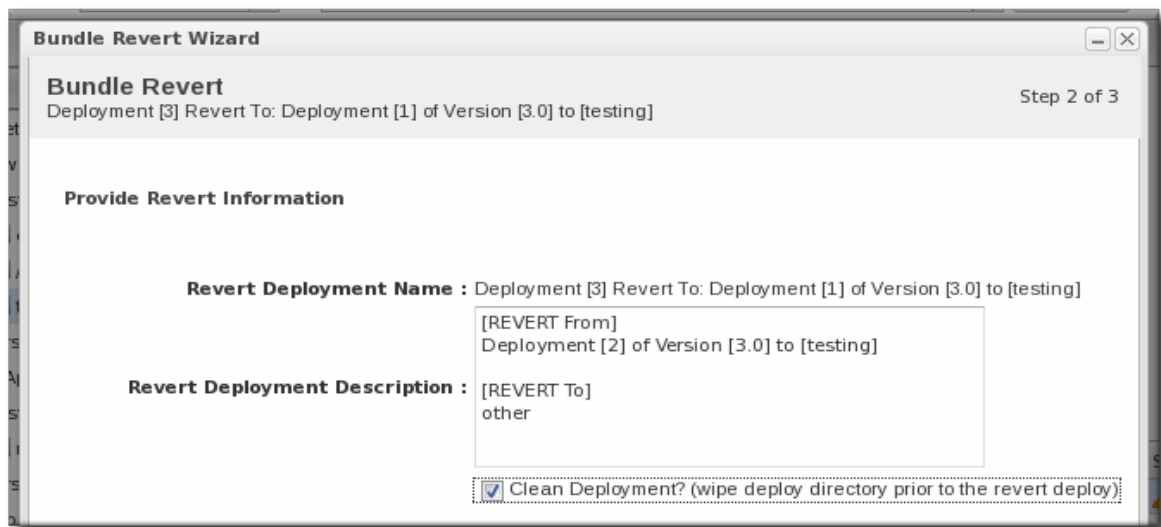 Bundle Revert Wizard
Bundle Revert
Deployment [3] Revert To: Deployment [1] of Version [3.0] to [testing]
Step 2 of 3
Provide Revert Information
Revert Deployment Name : Deployment [3] Revert To: Deployment [1] of Version [3.0] to [testing]
Revert Deployment Description :
[REVERT From]
Deployment [2] of Version [3.0] to [testing]
[REVERT To]
other
Clean Deployment? (wipe deploy directory prior to the revert deploy)